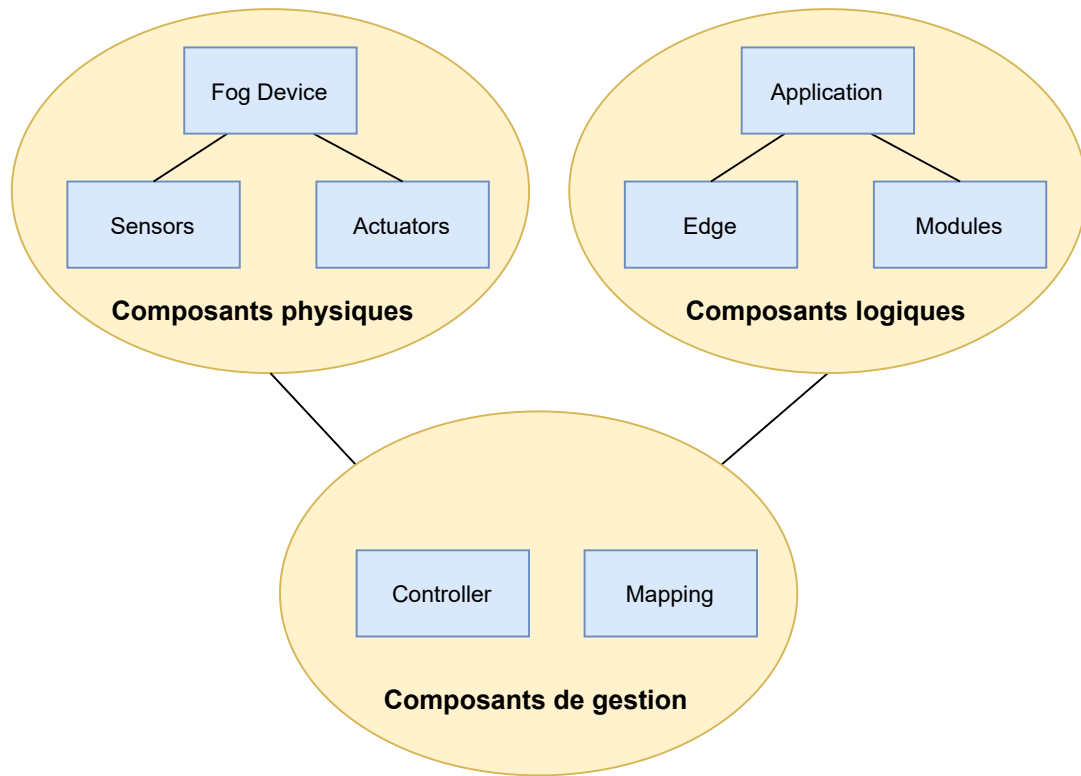 Fog Device
Sensors
Actuators
Composants physiques
Application
Edge
Modules
Composants logiques
Controller
Mapping
Composants de gestion